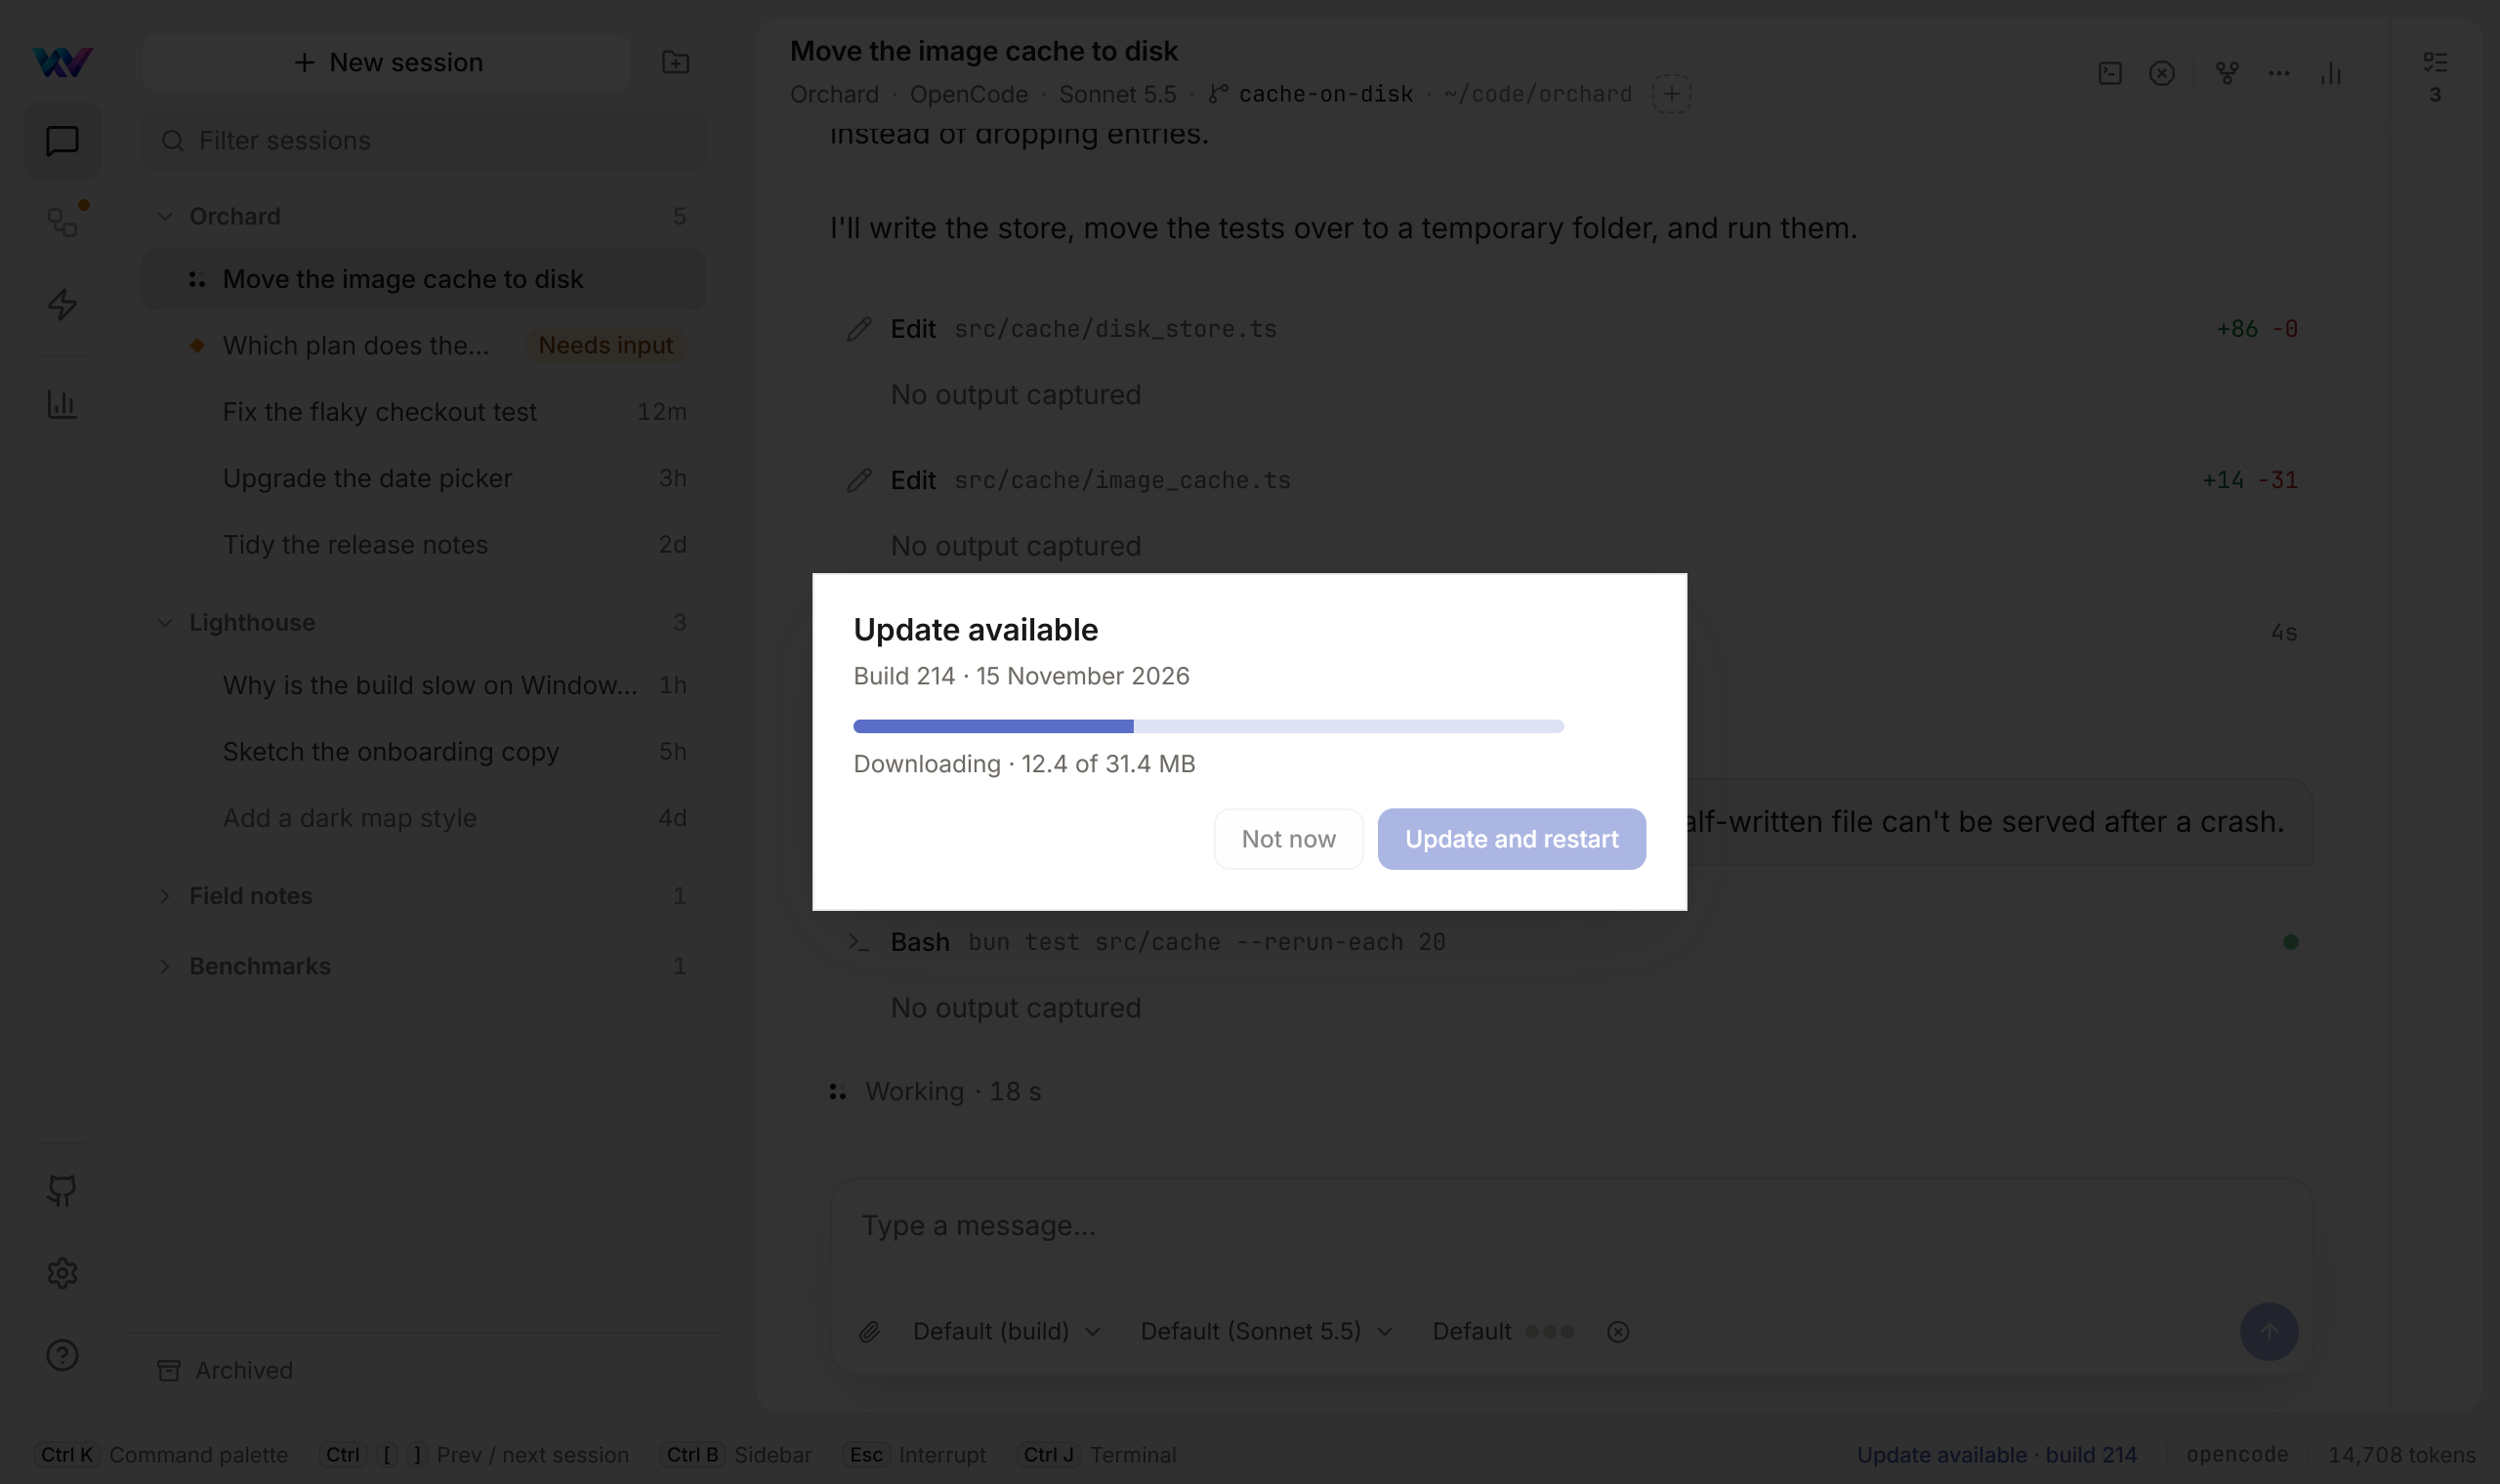 New session
Filter sessions
Orchard 5
Move the image cache to disk
Which plan does the... Needs input
Fix the flaky checkout test 12m
Upgrade the date picker 3h
Tidy the release notes 2d
Lighthouse 3
Why is the build slow on Window... 1h
Sketch the onboarding copy 5h
Add a dark map style 4d
Field notes 1
Benchmarks 1
Archived
Move the image cache to disk
Orchard · OpenCode · Sonnet 5.5 · cache-on-disk · ~/code/orchard
3
instead of dropping entries.
I'll write the store, move the tests over to a temporary folder, and run them.
Edit src/cache/disk_store.ts +86 -0
No output captured
Edit src/cache/image_cache.ts +14 -31
No output captured
4s
Update available
Build 214 · 15 November 2026
Downloading · 12.4 of 31.4 MB
Not now
Update and restart
alf-written file can't be served after a crash.
Bash bun test src/cache --rerun-each 20
No output captured
Working · 18 s
Type a message...
Default (build) Default (Sonnet 5.5) Default
Ctrl K Command palette Ctrl [ ] Prev / next session Ctrl B Sidebar Esc Interrupt Ctrl J Terminal
Update available · build 214 opencode 14,708 tokens